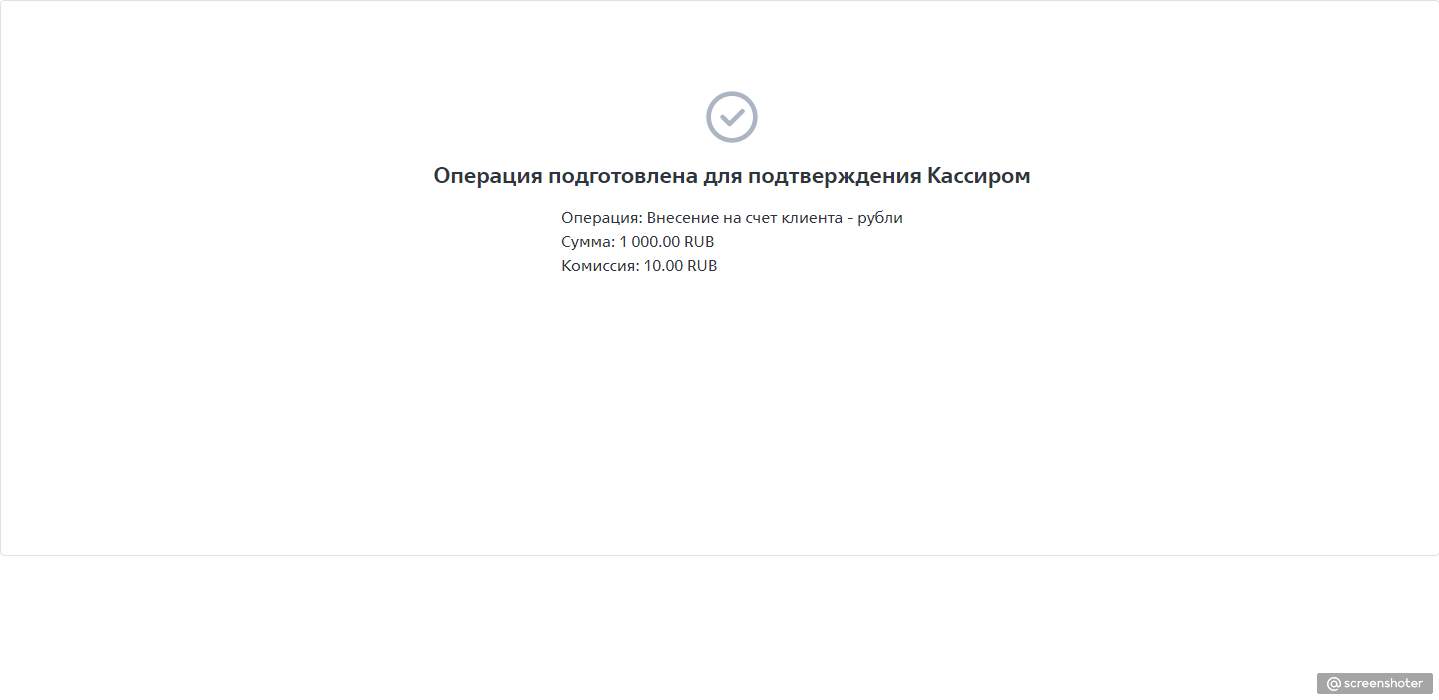 Операция подготовлена для подтверждения Кассиром
Операция: Внесение на счет клиента - рубли
Сумма: 1 000.00 RUB
Комиссия: 10.00 RUB
@screenshoter